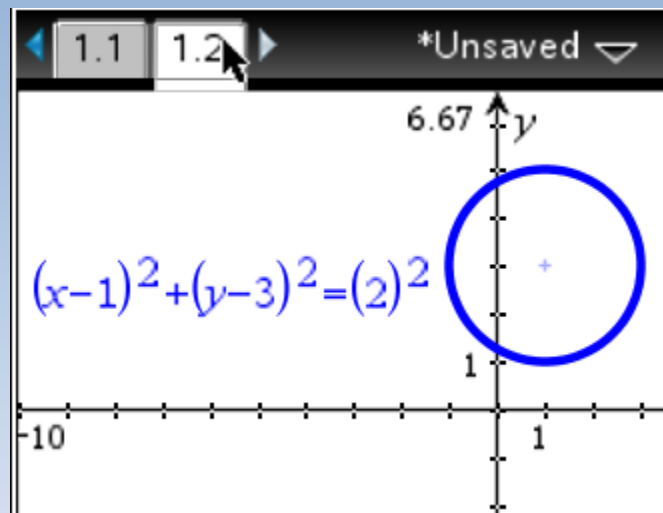 1.1 1.2 *Unsaved
6.67 y
(x-1)²+(y-3)²=(2)²
1
-10 1